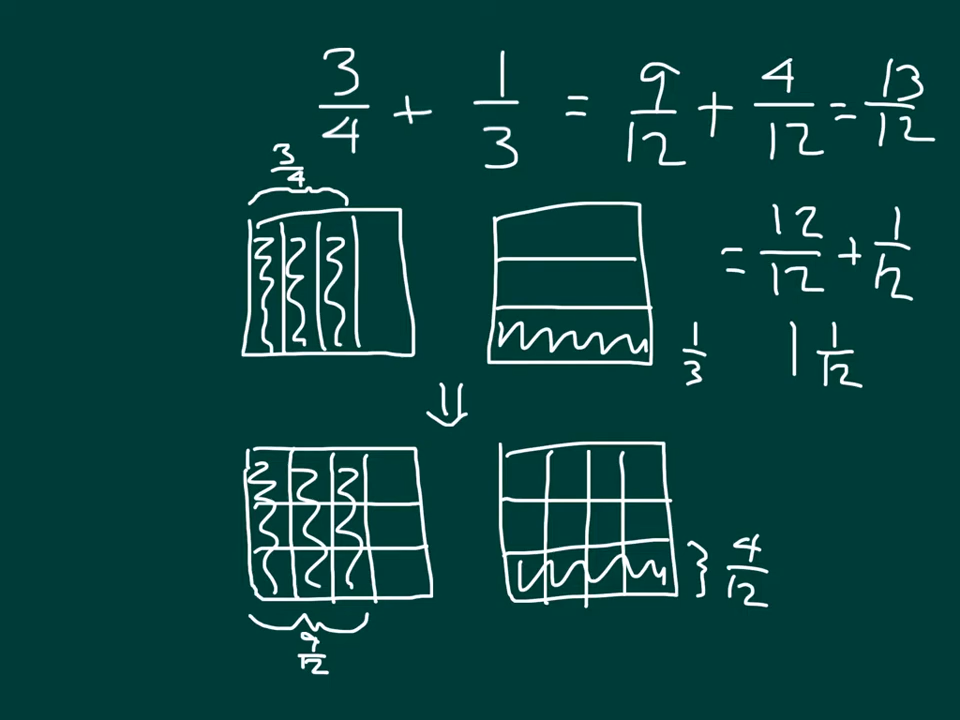 3/4 + 1/3 = 9/12 + 4/12 = 13/12
3/4
= 12/12 + 1/12
1/3
1 1/12
4/12
9/12